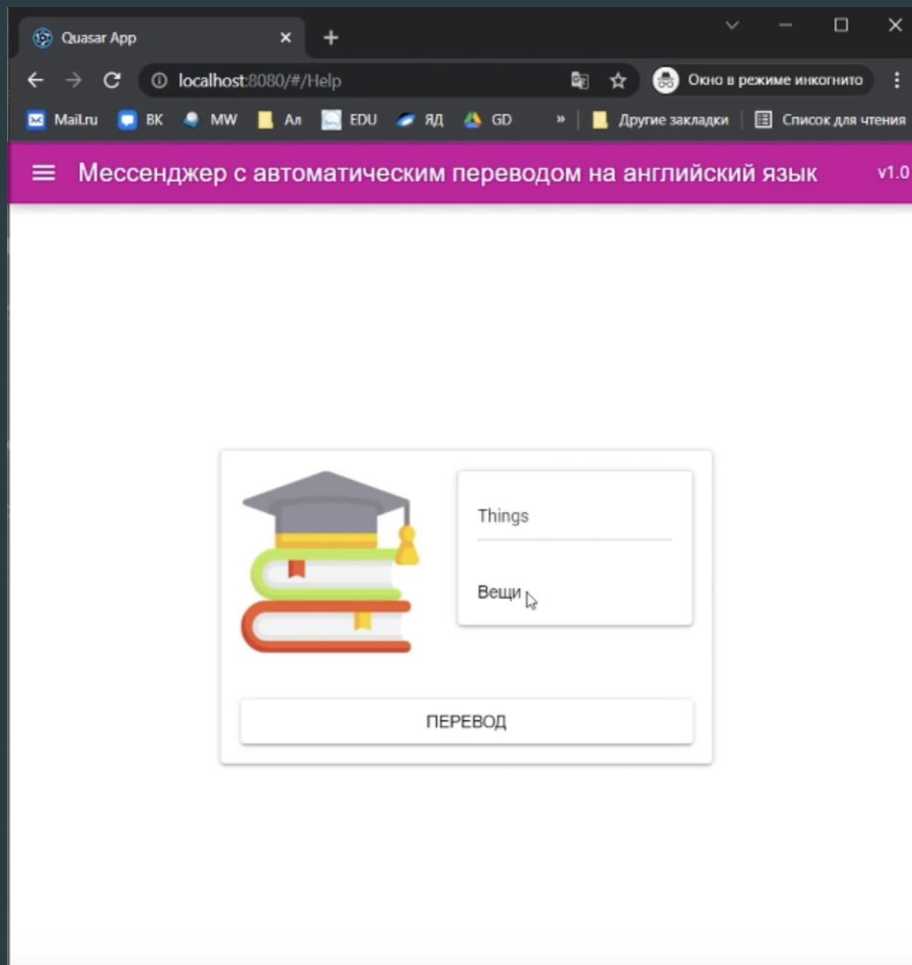 Quasar App
localhost:8080/#/Help
Окно в режиме инкогнито
Mail.ru ВК MW Ал EDU ЯД GD » Другие закладки Список для чтения
Мессенджер с автоматическим переводом на английский язык v1.0
Things
Вещи
ПЕРЕВОД